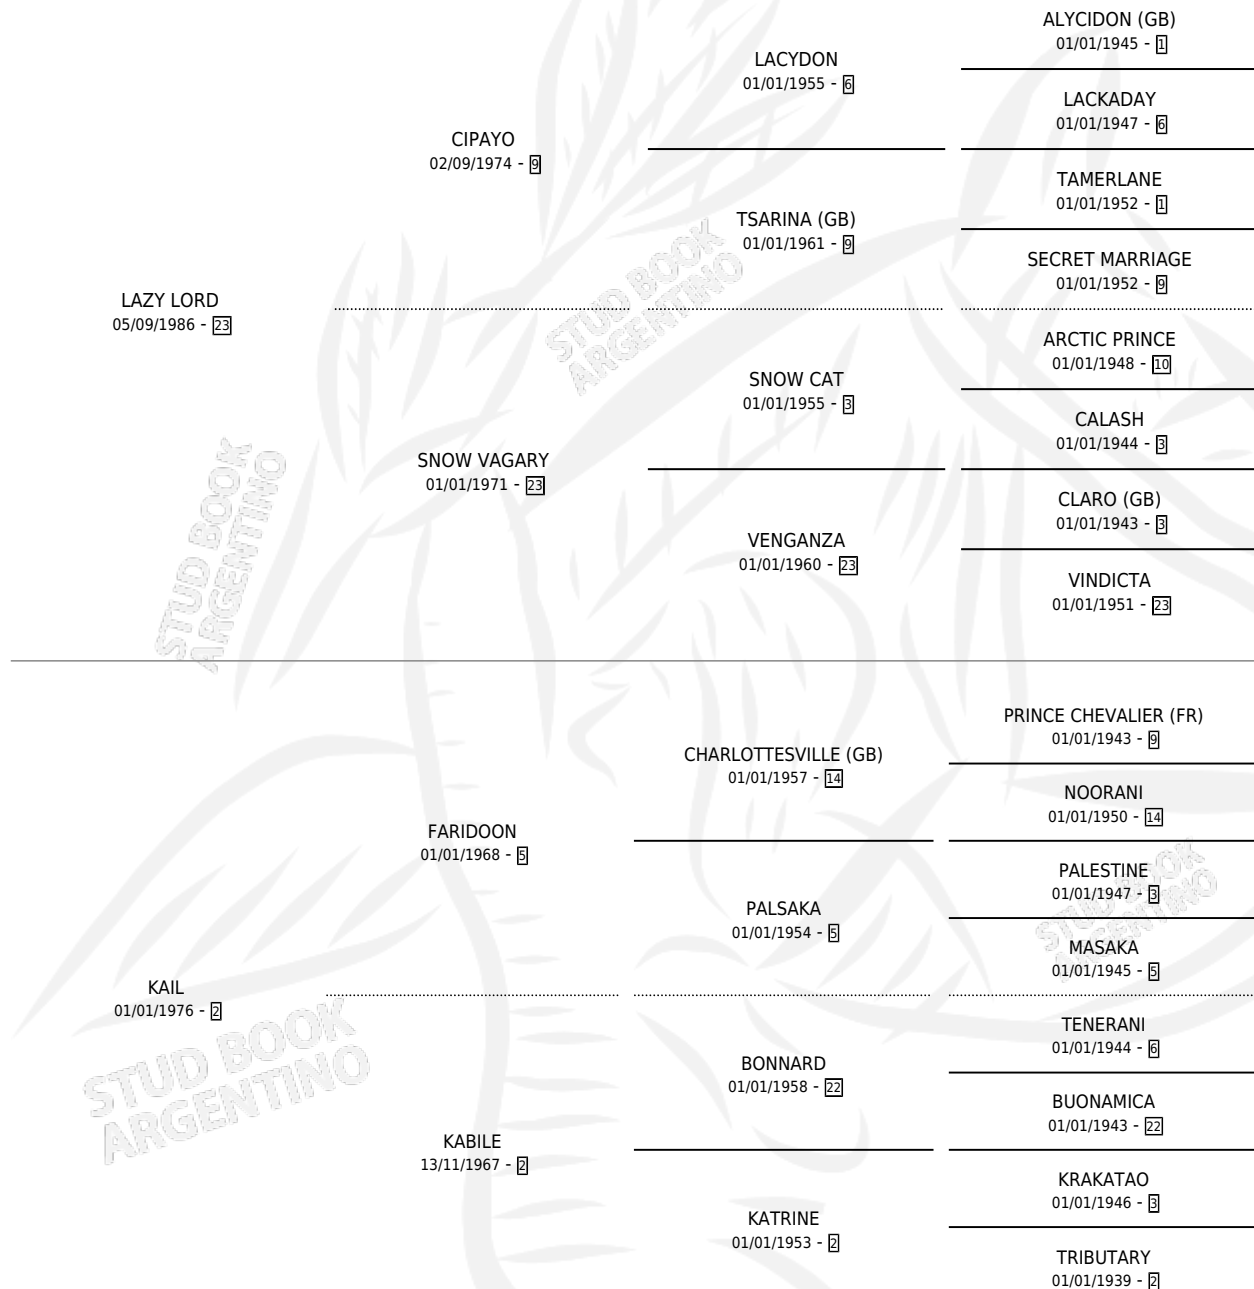 ALYCIDON (GB)
01/01/1945 - 1
LACYDON
01/01/1955 - 6
LACKADAY
01/01/1947 - 6
CIPAYO
02/09/1974 - 9
TAMERLANE
01/01/1952 - 1
TSARINA (GB)
01/01/1961 - 9
SECRET MARRIAGE
01/01/1952 - 9
LAZY LORD
05/09/1986 - 23
STUD BOOK
ARGENTINO
ARCTIC PRINCE
01/01/1948 - 10
SNOW CAT
01/01/1955 - 3
CALASH
01/01/1944 - 3
SNOW VAGARY
01/01/1971 - 23
CLARO (GB)
01/01/1943 - 3
VENGANZA
01/01/1960 - 23
VINDICTA
01/01/1951 - 23
STUD BOOK
ARGENTINO
PRINCE CHEVALIER (FR)
01/01/1943 - 9
CHARLOTTESVILLE (GB)
01/01/1957 - 14
NOORANI
01/01/1950 - 14
FARIDOON
01/01/1968 - 5
PALESTINE
01/01/1947 - 3
PALSAKA
01/01/1954 - 5
STUD BOOK
ARGENTINO
MASAKA
01/01/1945 - 5
KAIL
01/01/1976 - 2
STUD BOOK
ARGENTINO
TENERANI
01/01/1944 - 6
BONNARD
01/01/1958 - 22
BUONAMICA
01/01/1943 - 22
KABILE
13/11/1967 - 2
KRAKATAO
01/01/1946 - 3
KATRINE
01/01/1953 - 2
TRIBUTARY
01/01/1939 - 2